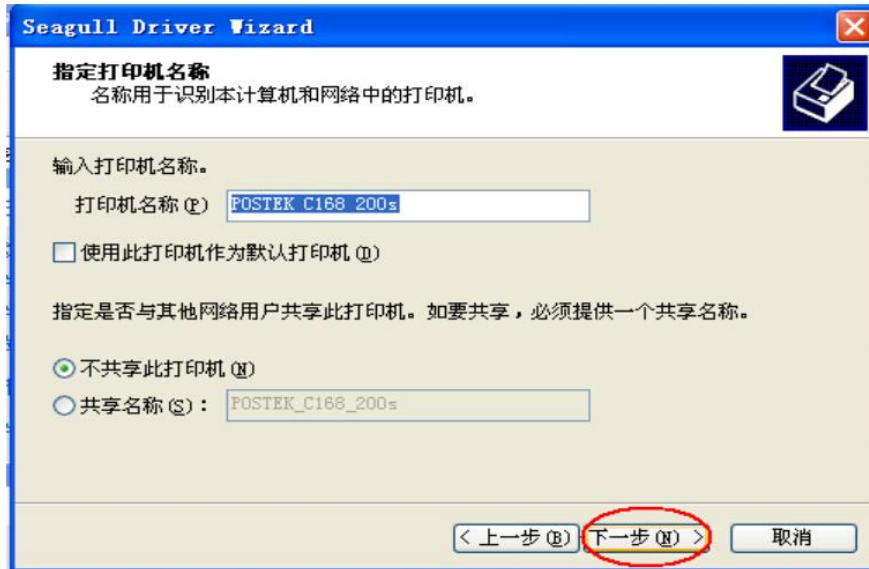 Seagull Driver Wizard
指定打印机名称
名称用于识别本计算机和网络中的打印机。
输入打印机名称。
打印机名称(P) POSTEK C168 200s
使用此打印机作为默认打印机(D)
指定是否与其他网络用户共享此打印机。如要共享，必须提供一个共享名称。
不共享此打印机(N)
共享名称(S)： POSTEK_C168_200s
< 上一步(B) 下一步(N) > 取消